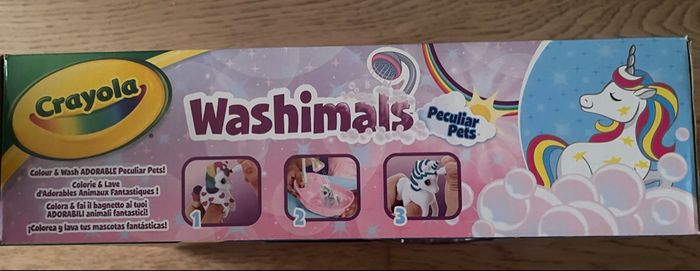 Crayola
Washimals
Peculiar
Pets
Colour & Wash ADORABLE Peculiar Pets!
Colorie & Lave
d'Adorables Animaux Fantastiques !
Colora & fai il bagnetto ai tuoi
ADORABILI animali fantastici!
¡Colorea y lava tus mascotas fantásticas!
1
2
3